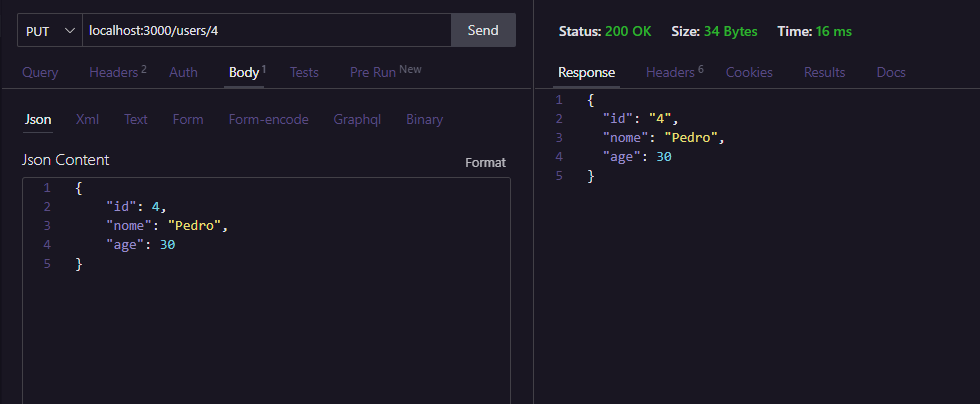 PUT localhost:3000/users/4 Send
Query Headers 2 Auth Body 1 Tests Pre Run New
Json Xml Text Form Form-encode Graphql Binary
Json Content Format
1 {
2 "id": 4,
3 "nome": "Pedro",
4 "age": 30
5 }
Status: 200 OK Size: 34 Bytes Time: 16 ms
Response Headers 6 Cookies Results Docs
1 {
2 "id": "4",
3 "nome": "Pedro",
4 "age": 30
5 }